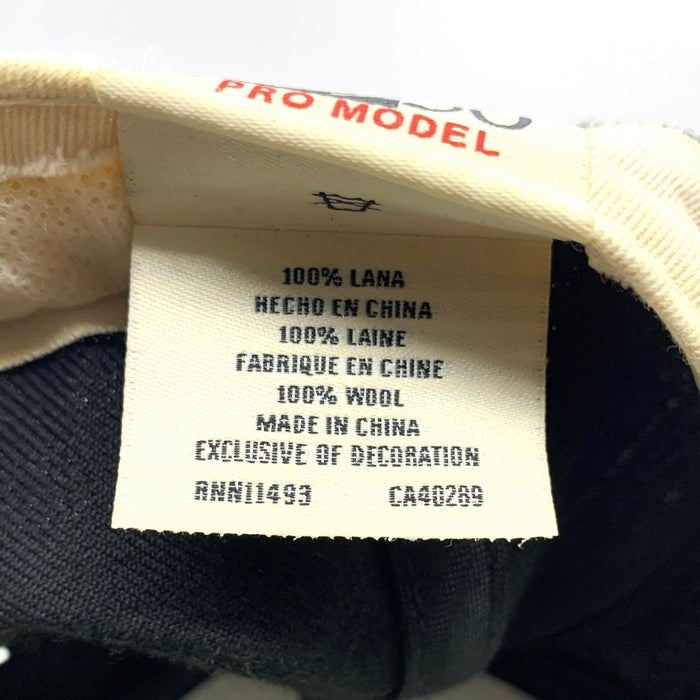 PRO MODEL
100% LANA
HECHO EN CHINA
100% LAINE
FABRIQUE EN CHINE
100% WOOL
MADE IN CHINA
EXCLUSIVE OF DECORATION
RNN11493 CA40289